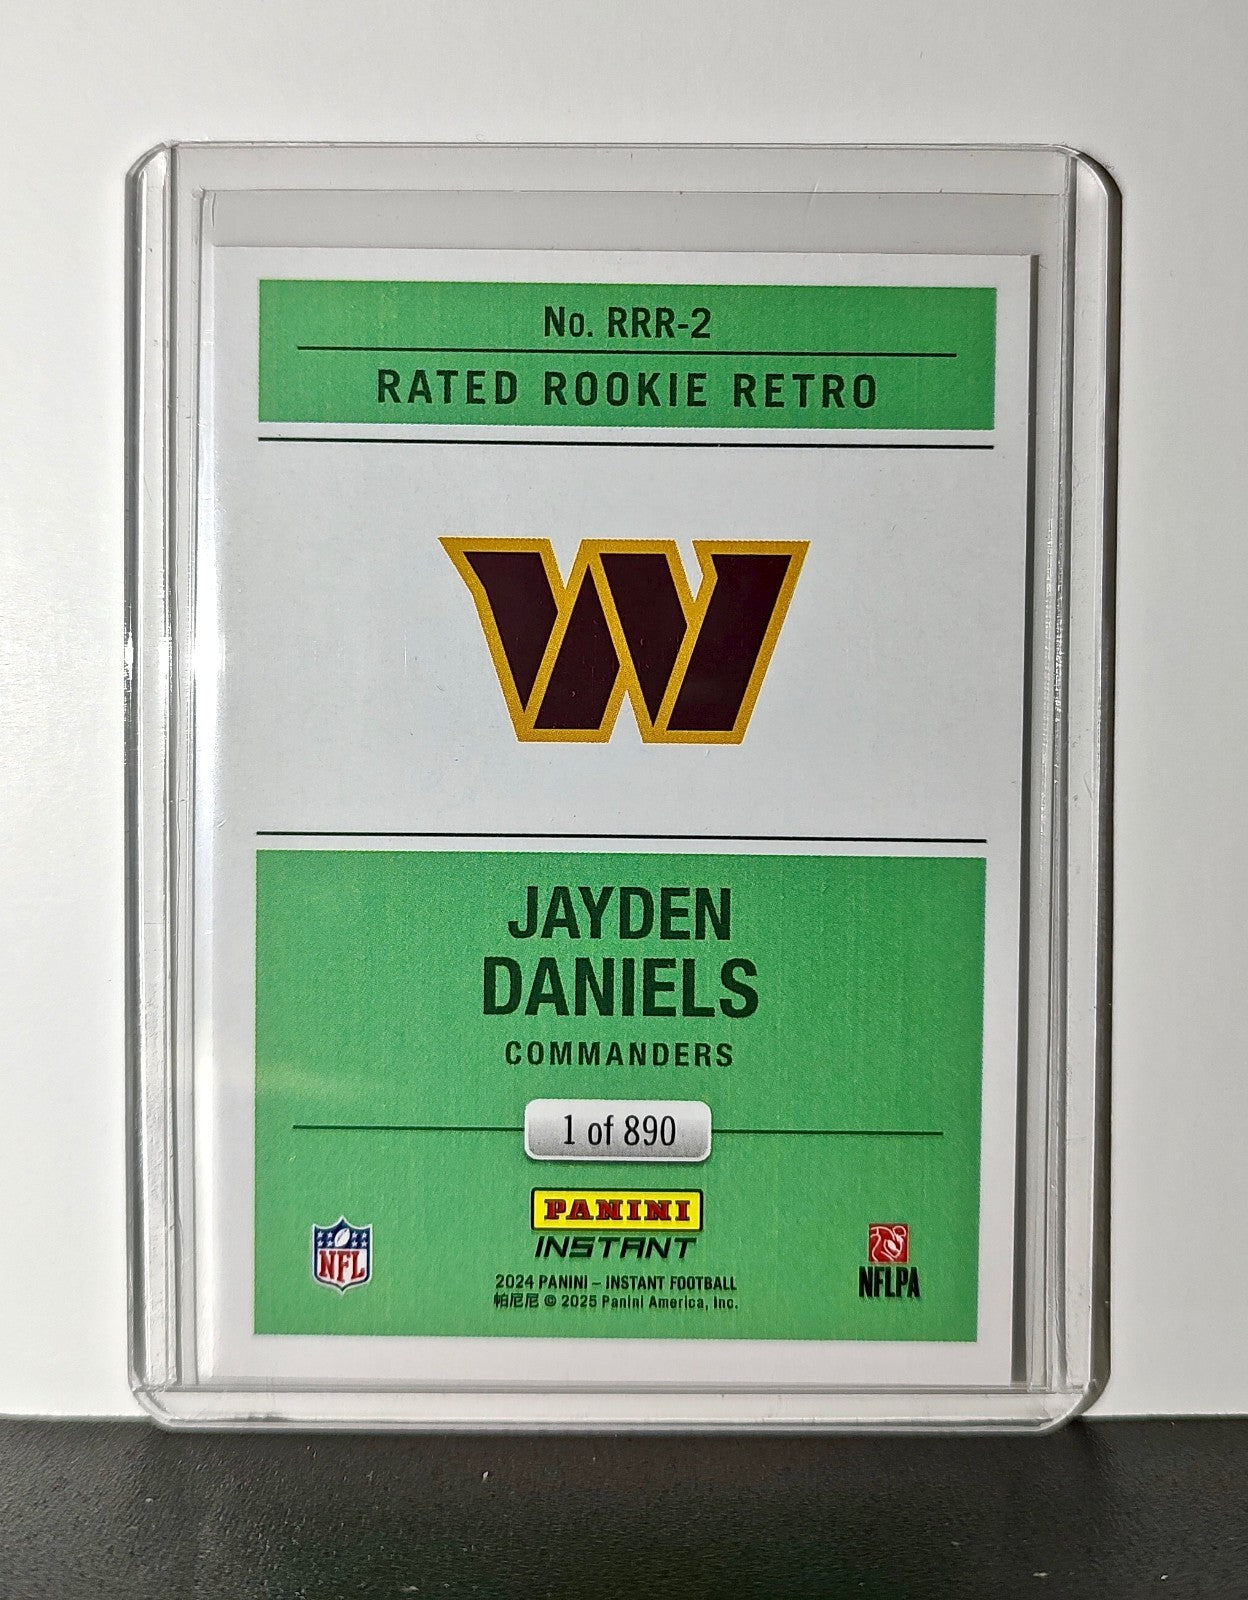 No. RRR-2
RATED ROOKIE RETRO
W
JAYDEN
DANIELS
COMMANDERS
1 of 890
PANINI
INSTANT
NFL
NFLPA
2024 PANINI – INSTANT FOOTBALL
帕尼尼 © 2025 Panini America, Inc.